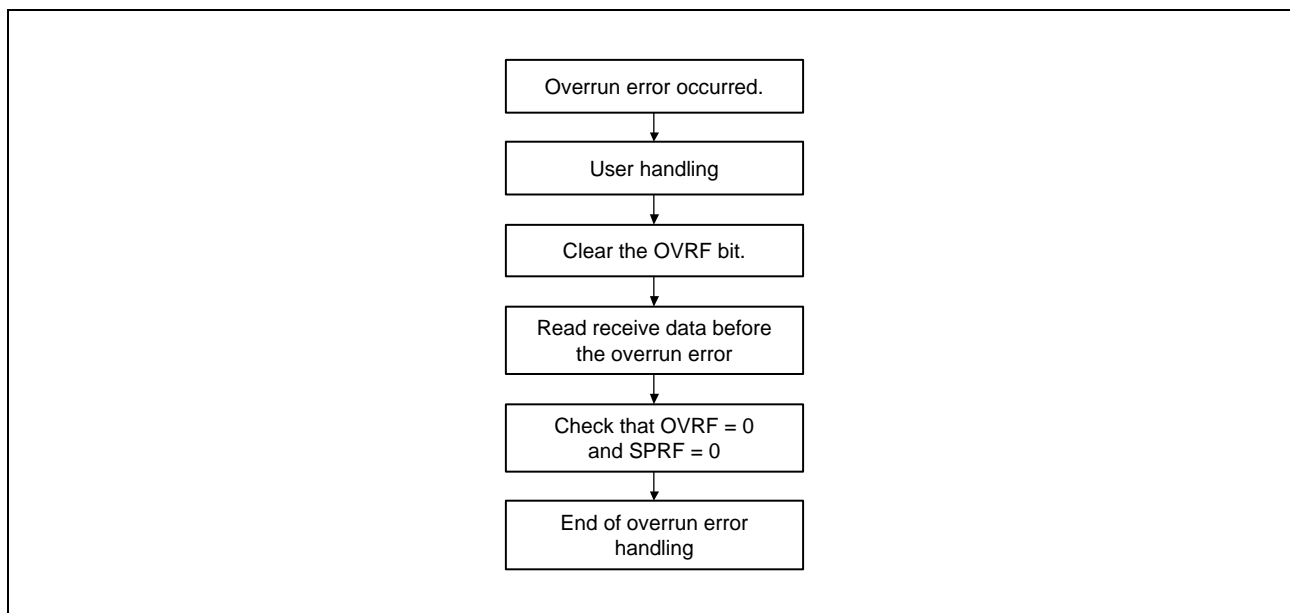 Overrun error occurred.
User handling
Clear the OVRF bit.
Read receive data before
the overrun error
Check that OVRF = 0
and SPRF = 0
End of overrun error
handling